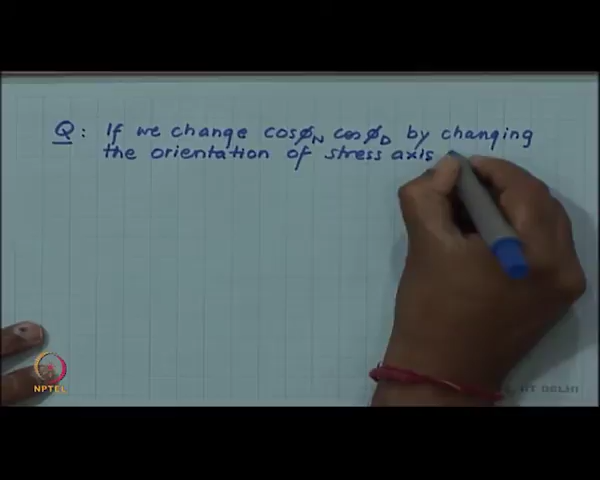 Q: If we change cosϕN cosϕD by changing
the orientation of stress axis
NPTEL
IIT DELHI